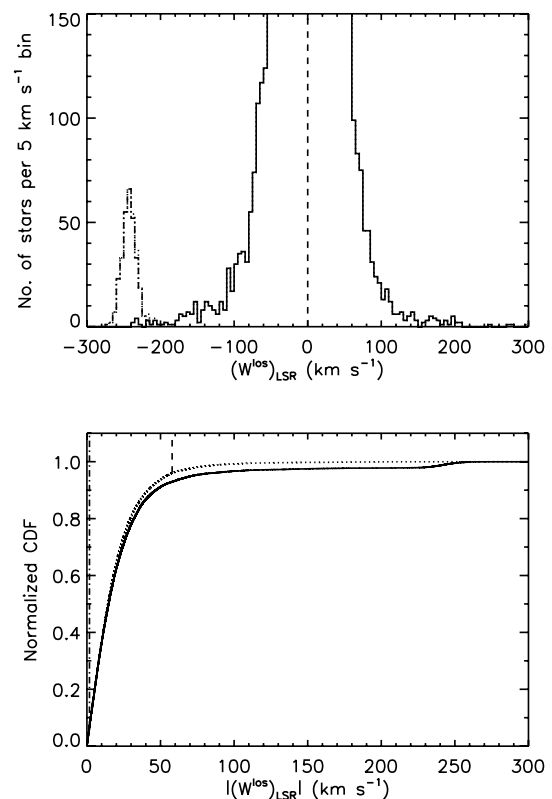 150
100
50
0
No. of stars per 5 km s⁻¹ bin
−300 −200 −100 0 100 200 300
(W^los)_LSR (km s⁻¹)
1.0
0.8
0.6
0.4
0.2
0.0
Normalized CDF
0 50 100 150 200 250 300
|(W^los)_LSR| (km s⁻¹)